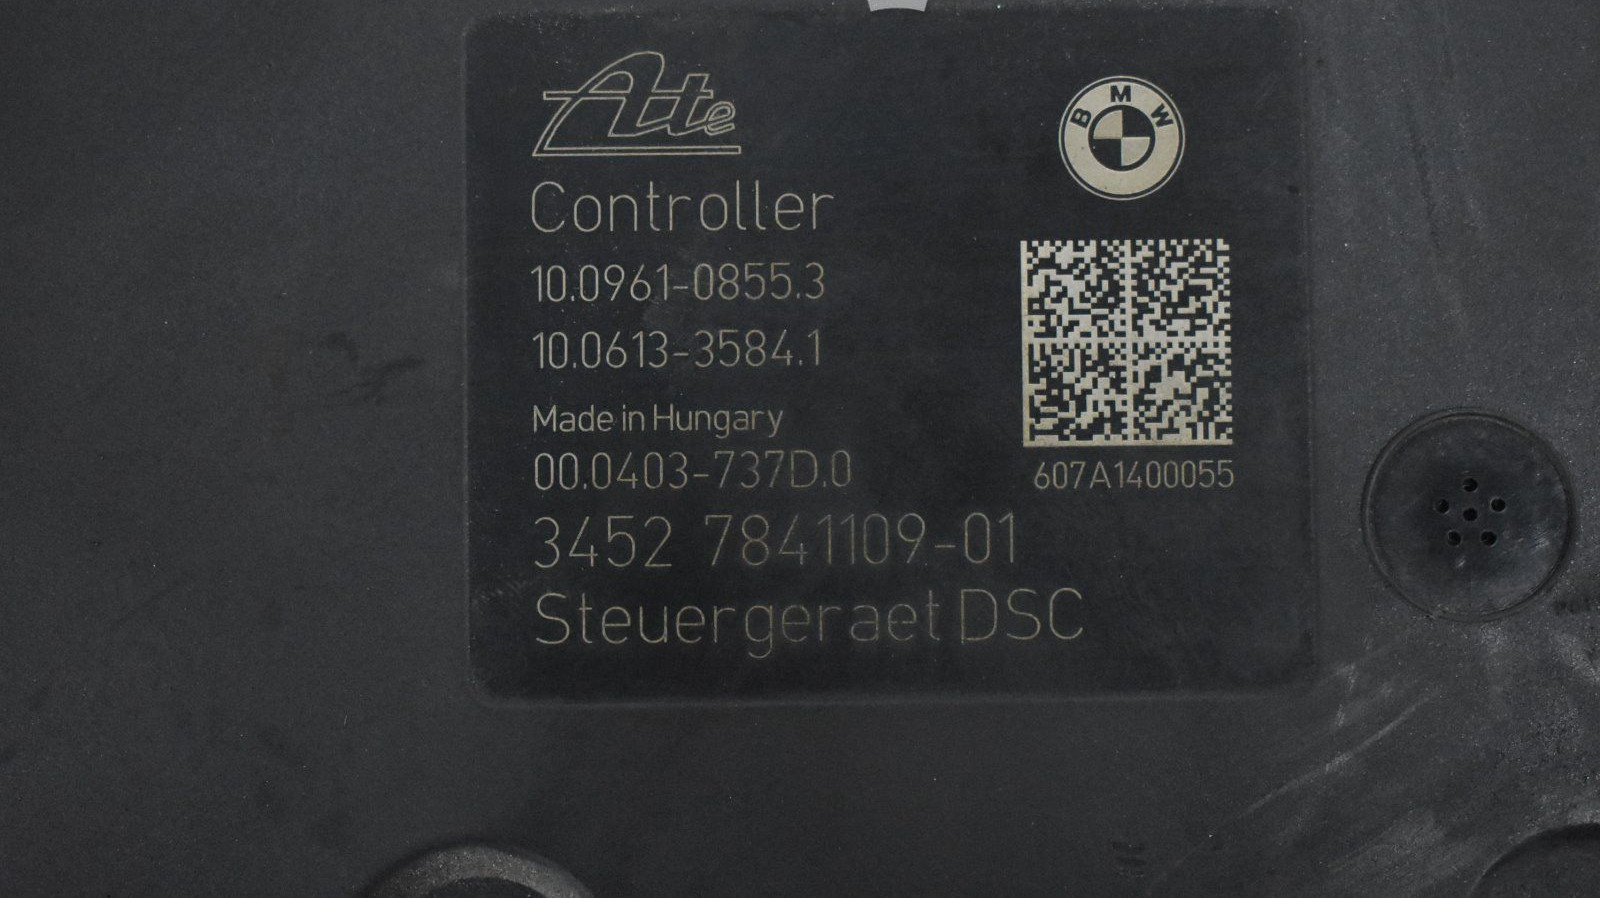 Ate
BMW
Controller
10.0961-0855.3
10.0613-3584.1
Made in Hungary
00.0403-737D.0
607A1400055
3452 7841109-01
Steuergeraet DSC